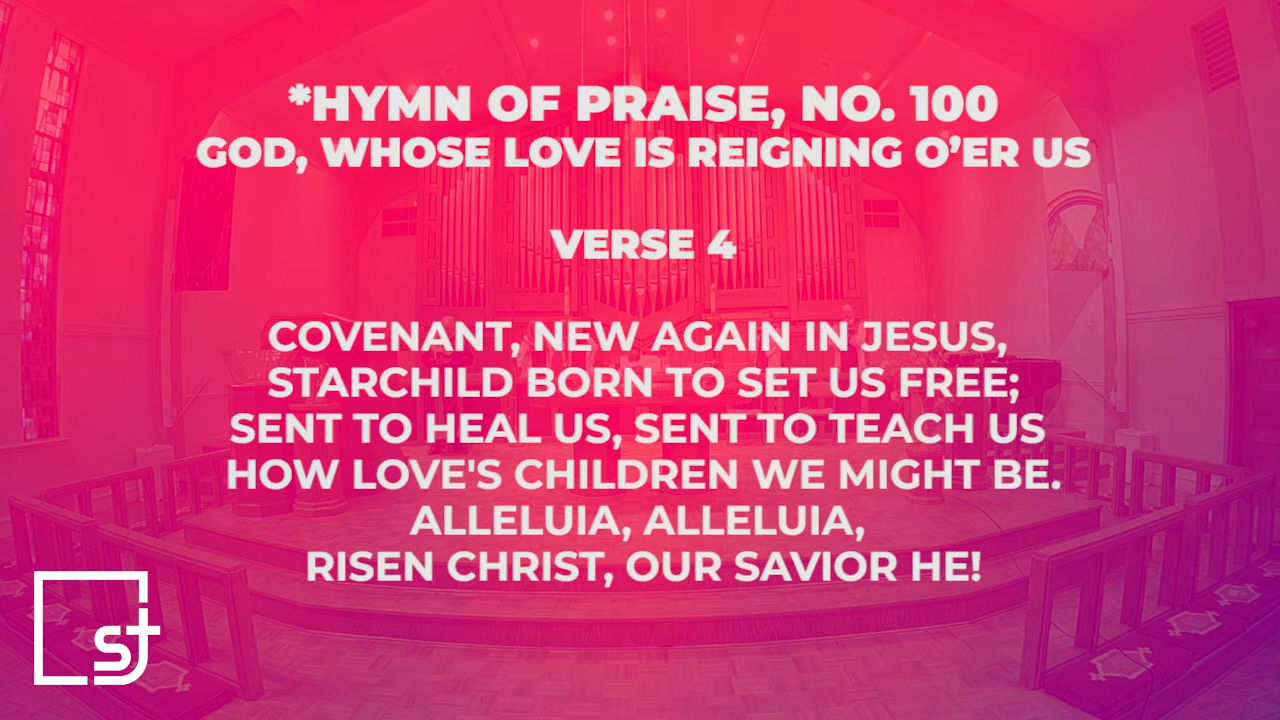 *HYMN OF PRAISE, NO. 100
GOD, WHOSE LOVE IS REIGNING O’ER US
VERSE 4
COVENANT, NEW AGAIN IN JESUS,
STARCHILD BORN TO SET US FREE;
SENT TO HEAL US, SENT TO TEACH US
HOW LOVE'S CHILDREN WE MIGHT BE.
ALLELUIA, ALLELUIA,
RISEN CHRIST, OUR SAVIOR HE!
st